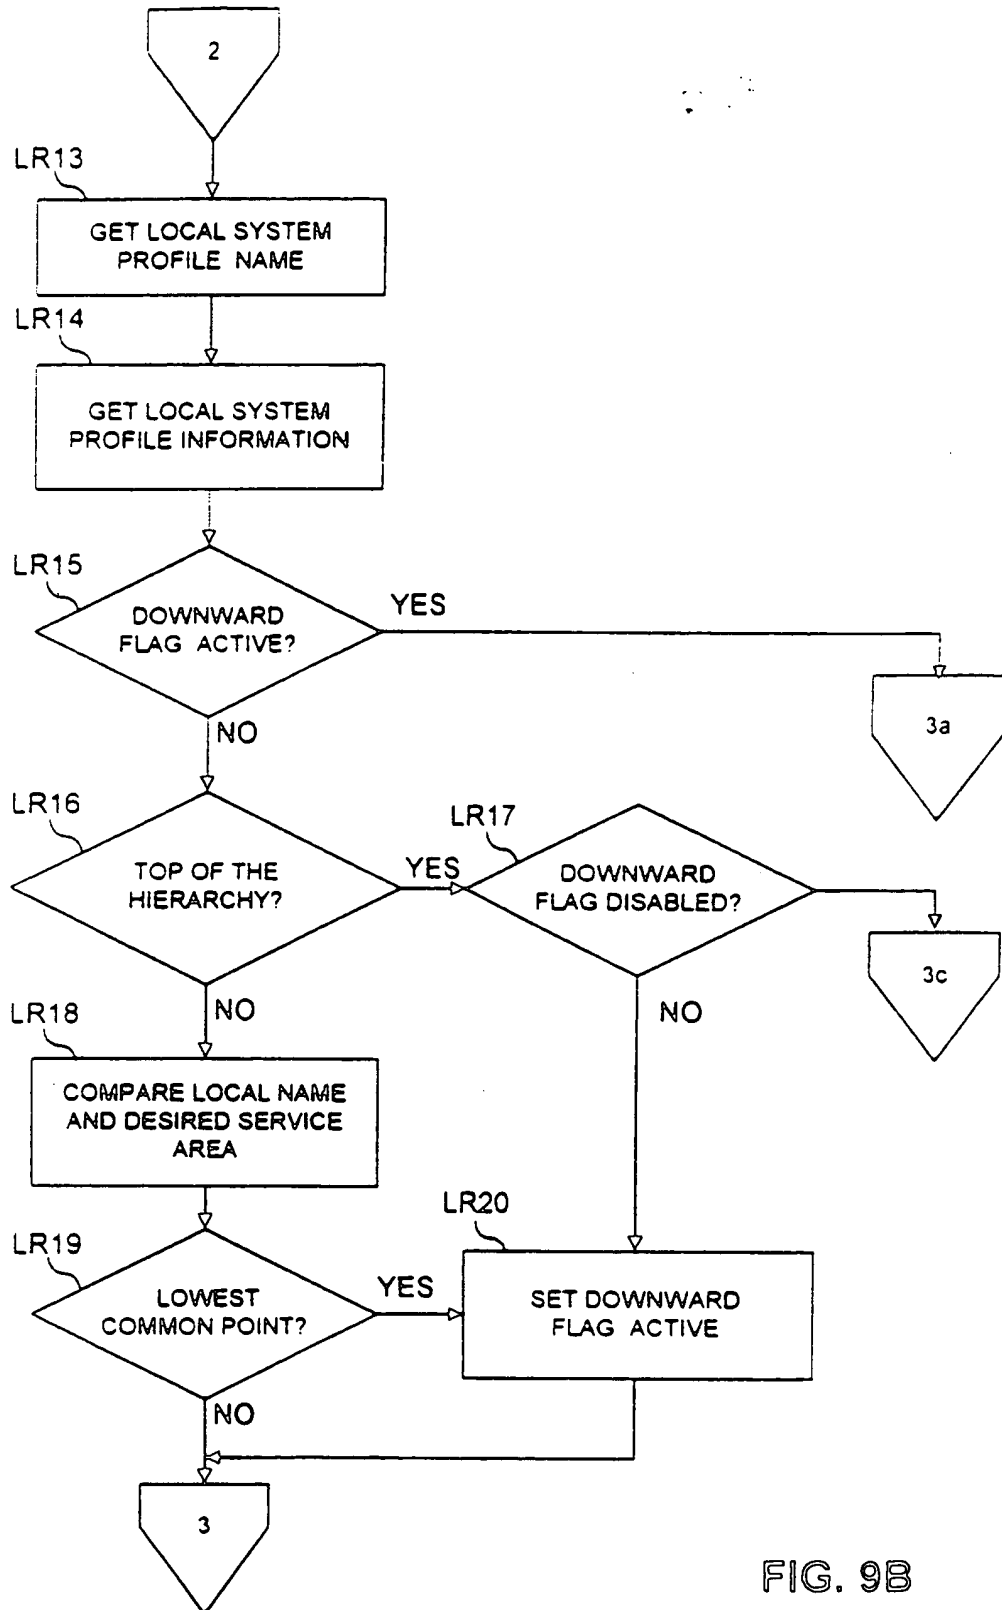 2
LR13
GET LOCAL SYSTEM
PROFILE NAME
LR14
GET LOCAL SYSTEM
PROFILE INFORMATION
LR15
DOWNWARD
FLAG ACTIVE?
YES
3a
NO
LR16
TOP OF THE
HIERARCHY?
YES
LR17
DOWNWARD
FLAG DISABLED?
3c
NO
NO
LR18
COMPARE LOCAL NAME
AND DESIRED SERVICE
AREA
LR19
LOWEST
COMMON POINT?
YES
LR20
SET DOWNWARD
FLAG ACTIVE
NO
3
FIG. 9B